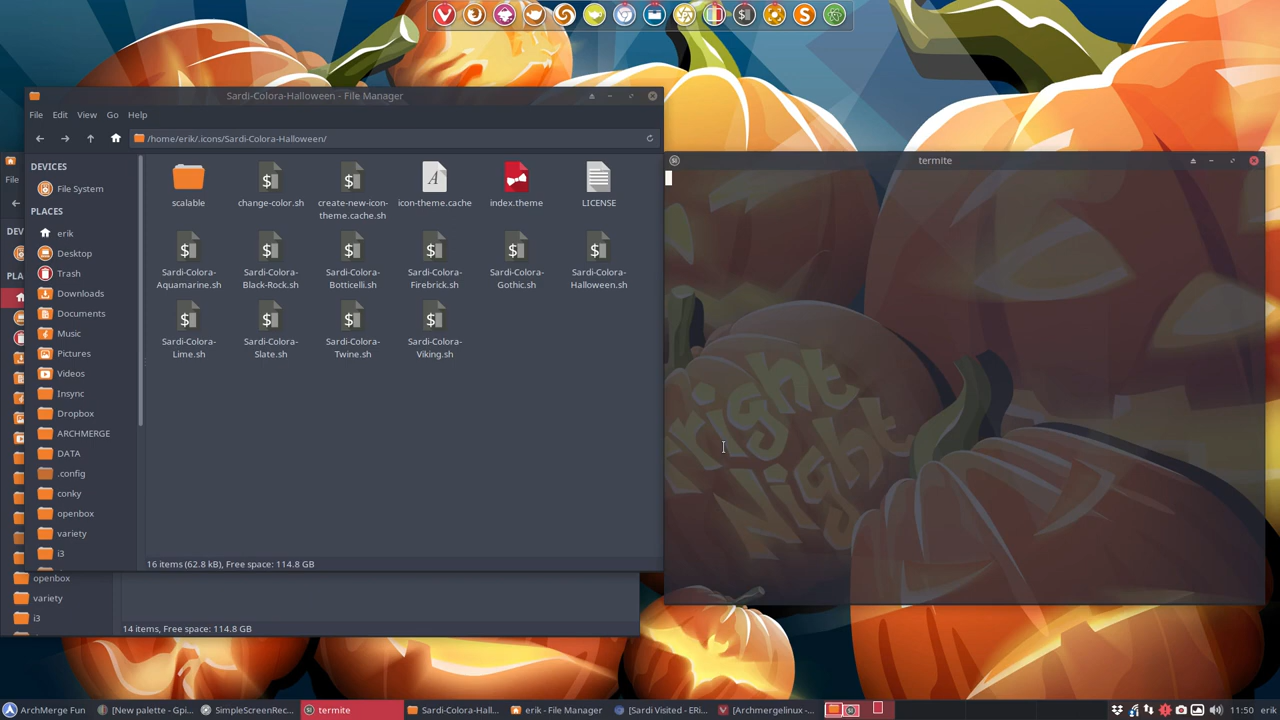 Sardi-Colora-Halloween - File Manager
File Edit View Go Help
/home/erik/.icons/Sardi-Colora-Halloween/
DEVICES
File System
PLACES
erik
Desktop
Trash
Downloads
Documents
Music
Pictures
Videos
Insync
Dropbox
ARCHMERGE
DATA
.config
conky
openbox
variety
i3
scalable
change-color.sh
create-new-icon-
theme.cache.sh
icon-theme.cache
index.theme
LICENSE
Sardi-Colora-
Aquamarine.sh
Sardi-Colora-
Black-Rock.sh
Sardi-Colora-
Botticelli.sh
Sardi-Colora-
Firebrick.sh
Sardi-Colora-
Gothic.sh
Sardi-Colora-
Halloween.sh
Sardi-Colora-
Lime.sh
Sardi-Colora-
Slate.sh
Sardi-Colora-
Twine.sh
Sardi-Colora-
Viking.sh
16 items (62.8 kB), Free space: 114.8 GB
File
DEV
PLA
openbox
variety
i3
14 items, Free space: 114.8 GB
termite
right
Night
ArchMerge Fun
[New palette - Gpi...
SimpleScreenRec...
termite
Sardi-Colora-Hall...
erik - File Manager
[Sardi Visited - ERi...
[Archmergelinux -...
11:50
erik